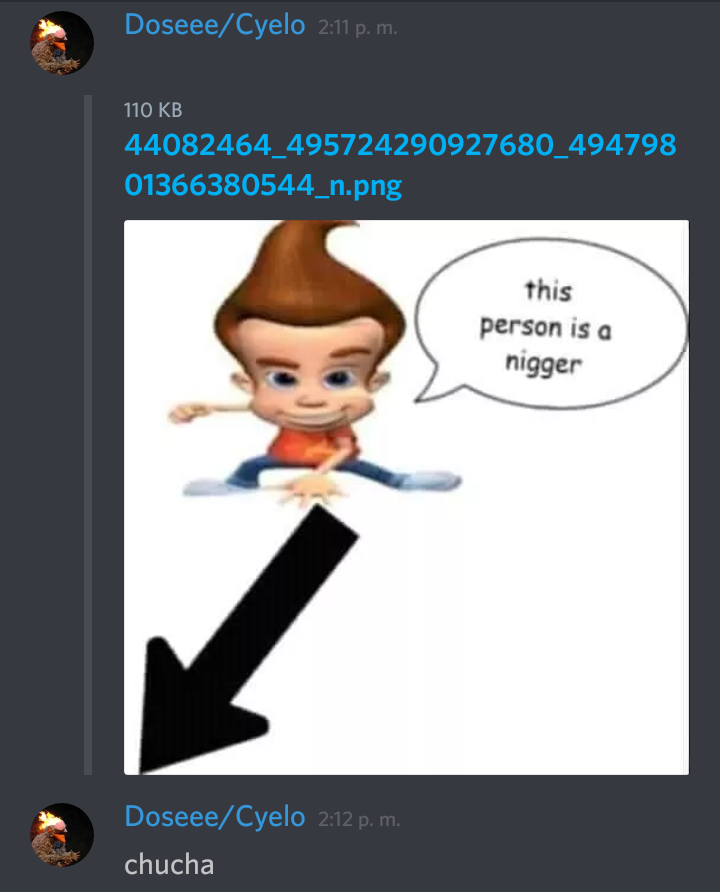 Doseee/Cyelo 2:11 p. m.
110 KB
44082464_495724290927680_494798
01366380544_n.png
this
person is a
nigger
Doseee/Cyelo 2:12 p. m.
chucha